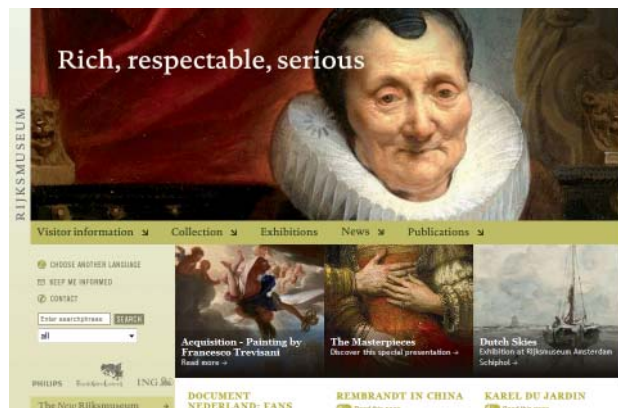 Rich, respectable, serious
RIJKSMUSEUM
Visitor information
Collection
Exhibitions
News
Publications
CHOOSE ANOTHER LANGUAGE
KEEP ME INFORMED
CONTACT
Enter searchphrase SEARCH
all
PHILIPS
ING
The New Rijksmuseum
Acquisition - Painting by
Francesco Trevisani
Read more →
The Masterpieces
Discover this special presentation →
Dutch Skies
Exhibition at Rijksmuseum Amsterdam
Schiphol →
DOCUMENT
NEDERLAND: FANS
REMBRANDT IN CHINA
KAREL DU JARDIN